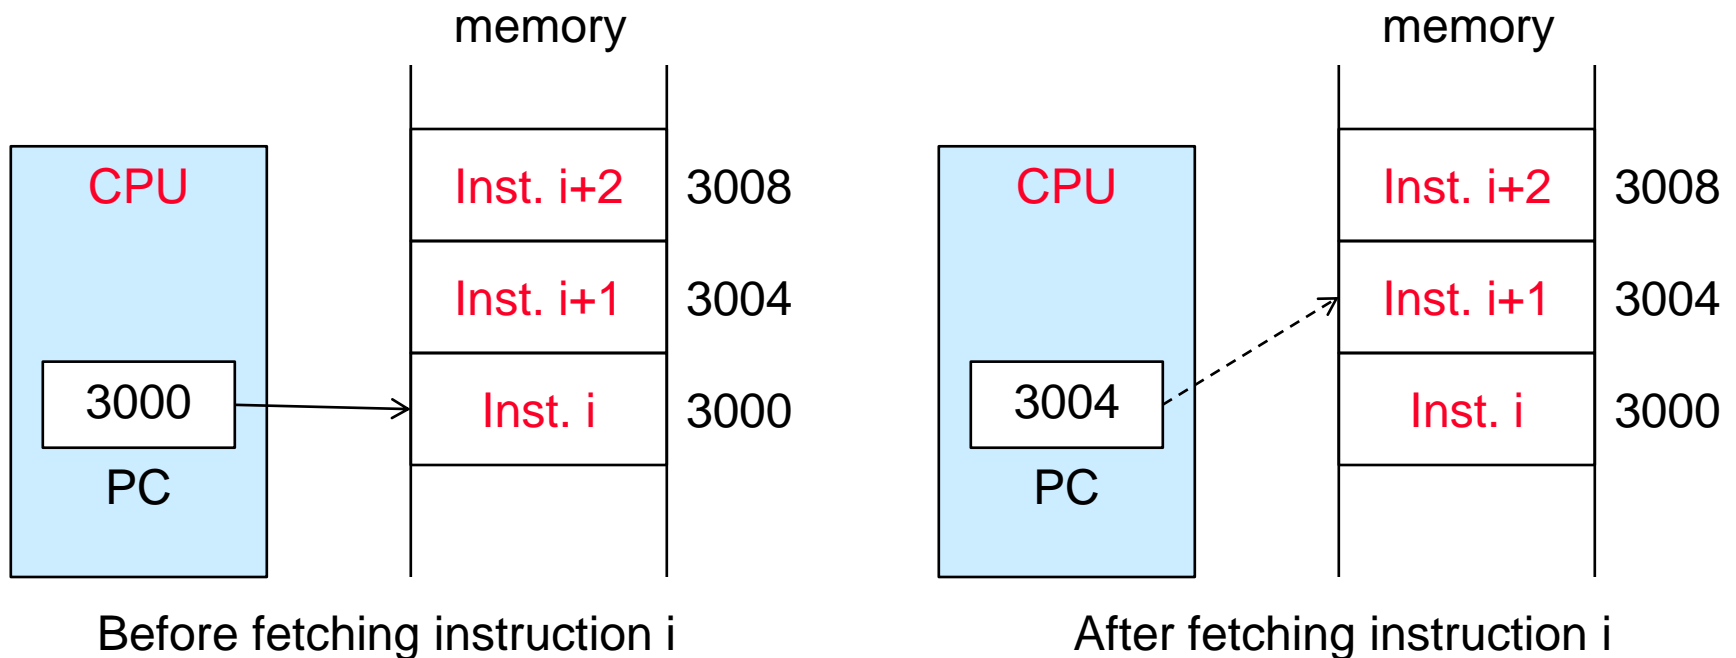 memory
CPU
Inst. i+2 3008
Inst. i+1 3004
3000
Inst. i 3000
PC
Before fetching instruction i
memory
CPU
Inst. i+2 3008
Inst. i+1 3004
3004
Inst. i 3000
PC
After fetching instruction i